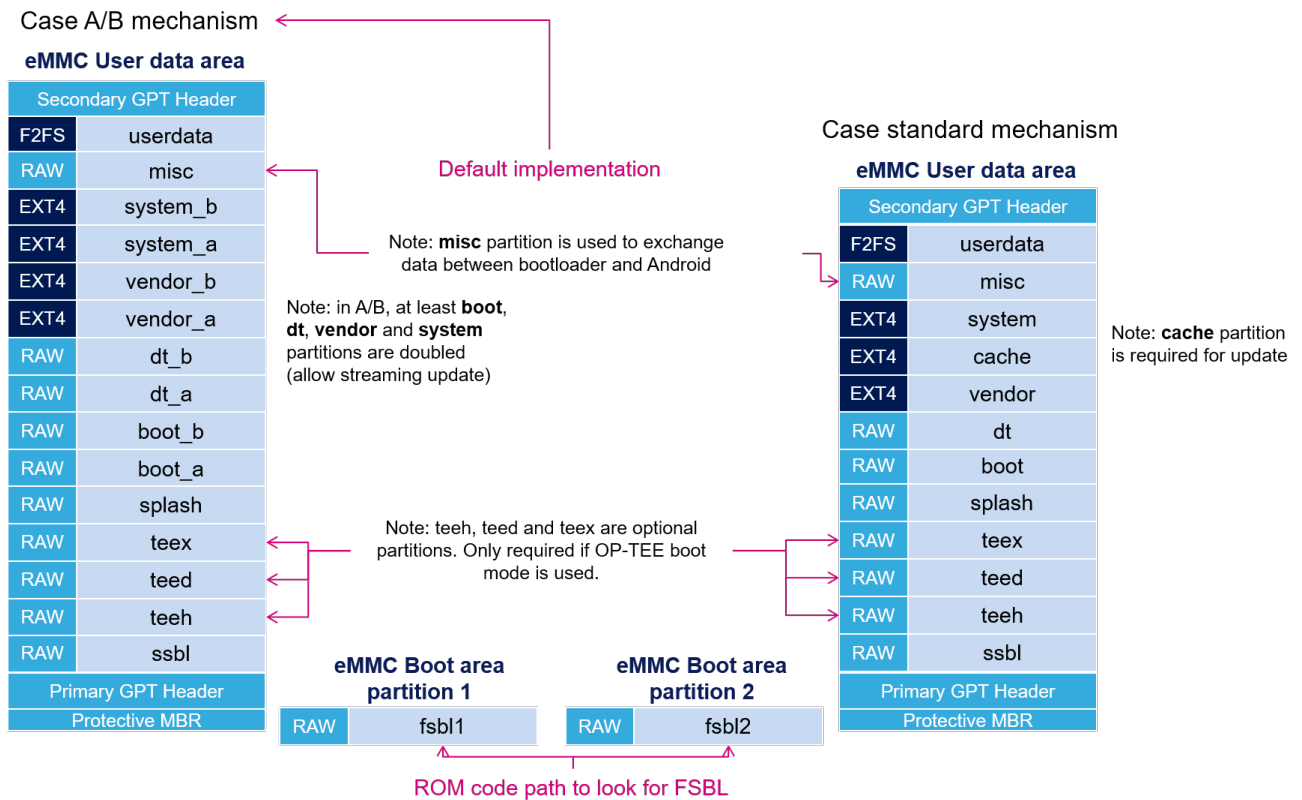 Case A/B mechanism
eMMC User data area
Secondary GPT Header
F2FS userdata
RAW misc
EXT4 system_b
EXT4 system_a
EXT4 vendor_b
EXT4 vendor_a
RAW dt_b
RAW dt_a
RAW boot_b
RAW boot_a
RAW splash
RAW teex
RAW teed
RAW teeh
RAW ssbl
Primary GPT Header
Protective MBR
Default implementation
Note: misc partition is used to exchange
data between bootloader and Android
Note: in A/B, at least boot,
dt, vendor and system
partitions are doubled
(allow streaming update)
Note: teeh, teed and teex are optional
partitions. Only required if OP-TEE boot
mode is used.
eMMC Boot area
partition 1
RAW fsbl1
eMMC Boot area
partition 2
RAW fsbl2
ROM code path to look for FSBL
Case standard mechanism
eMMC User data area
Secondary GPT Header
F2FS userdata
RAW misc
EXT4 system
EXT4 cache
EXT4 vendor
RAW dt
RAW boot
RAW splash
RAW teex
RAW teed
RAW teeh
RAW ssbl
Primary GPT Header
Protective MBR
Note: cache partition
is required for update